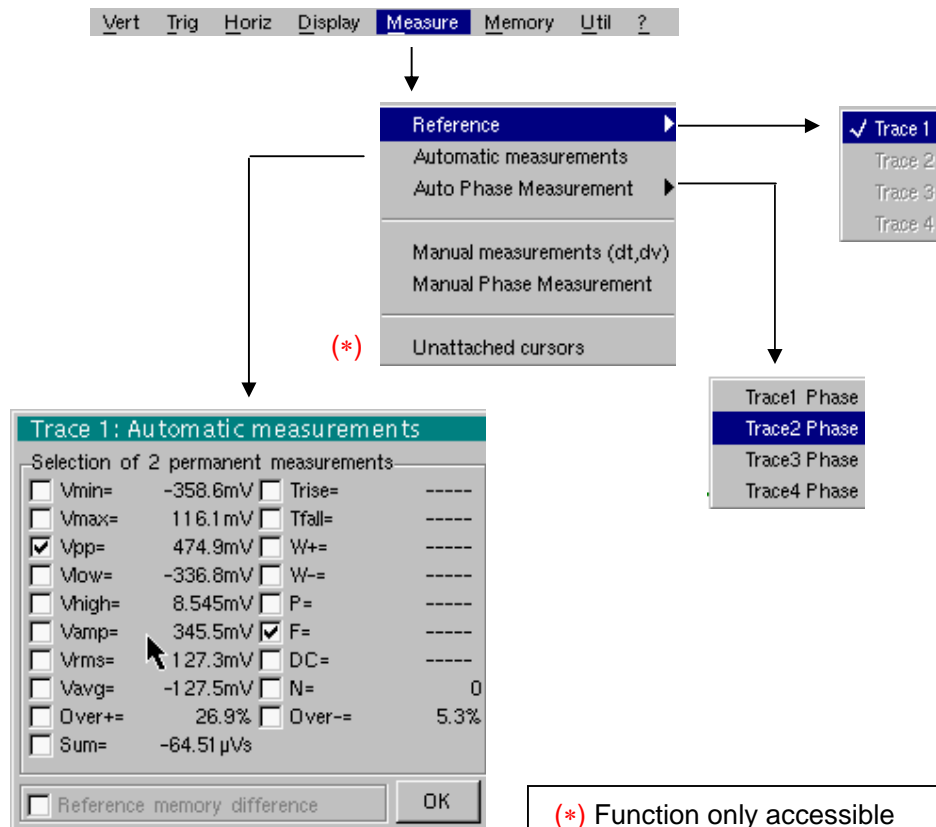 Vert Trig Horiz Display Measure Memory Util ?
Reference
Automatic measurements
Auto Phase Measurement
Manual measurements (dt,dv)
Manual Phase Measurement
(*) Unattached cursors
✓ Trace 1
Trace 2
Trace 3
Trace 4
Trace1 Phase
Trace2 Phase
Trace3 Phase
Trace4 Phase
Trace 1: Automatic measurements
Selection of 2 permanent measurements
Vmin= -358.6mV Trise= -----
Vmax= 116.1mV Tfall= -----
Vpp= 474.9mV W+= -----
Vlow= -336.8mV W-= -----
Vhigh= 8.545mV P= -----
Vamp= 345.5mV F= -----
Vrms= 127.3mV DC= -----
Vavg= -127.5mV N= 0
Over+= 26.9% Over-= 5.3%
Sum= -64.51µVs
Reference memory difference OK
(*) Function only accessible